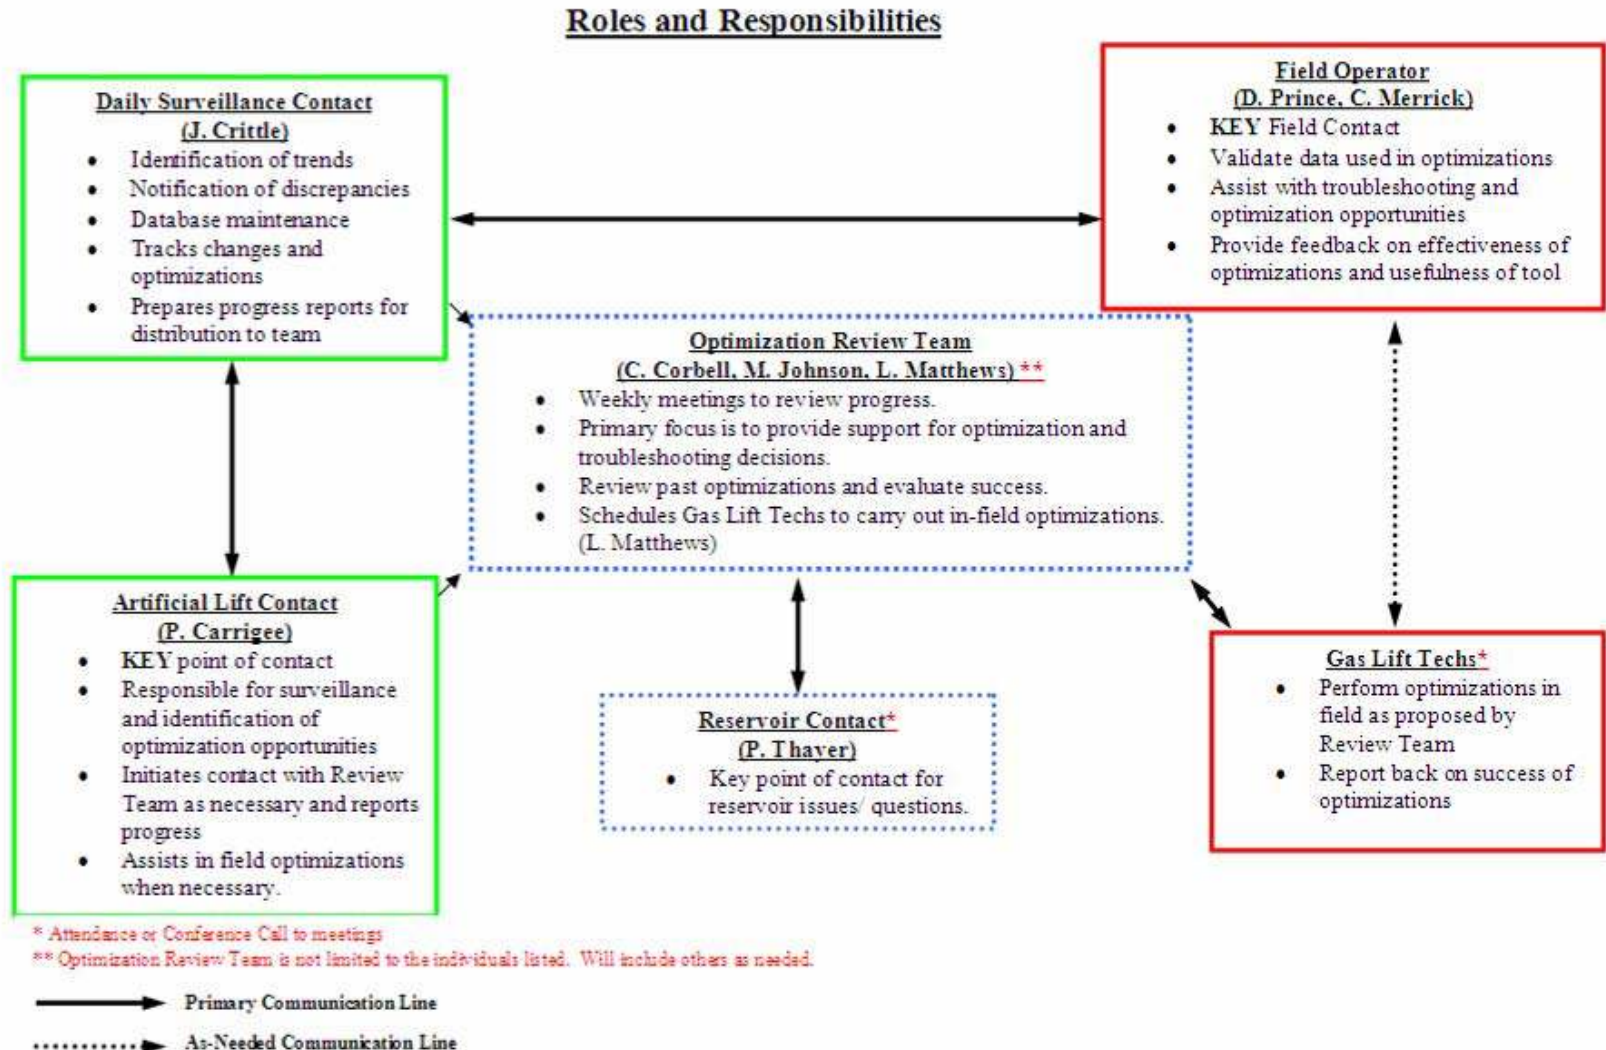 Roles and Responsibilities
Daily Surveillance Contact
(J. Crittle)
• Identification of trends
• Notification of discrepancies
• Database maintenance
• Tracks changes and
optimizations
• Prepares progress reports for
distribution to team
Field Operator
(D. Prince, C. Merrick)
• KEY Field Contact
• Validate data used in optimizations
• Assist with troubleshooting and
optimization opportunities
• Provide feedback on effectiveness of
optimizations and usefulness of tool
Optimization Review Team
(C. Corbell, M. Johnson, L. Matthews) **
• Weekly meetings to review progress.
• Primary focus is to provide support for optimization and
troubleshooting decisions.
• Review past optimizations and evaluate success.
• Schedules Gas Lift Techs to carry out in-field optimizations.
(L. Matthews)
Artificial Lift Contact
(P. Carrigee)
• KEY point of contact
• Responsible for surveillance
and identification of
optimization opportunities
• Initiates contact with Review
Team as necessary and reports
progress
• Assists in field optimizations
when necessary.
Reservoir Contact*
(P. Thayer)
• Key point of contact for
reservoir issues/ questions.
Gas Lift Techs*
• Perform optimizations in
field as proposed by
Review Team
• Report back on success of
optimizations
* Attendance or Conference Call to meetings
** Optimization Review Team is not limited to the individuals listed. Will include others as needed.
Primary Communication Line
As-Needed Communication Line